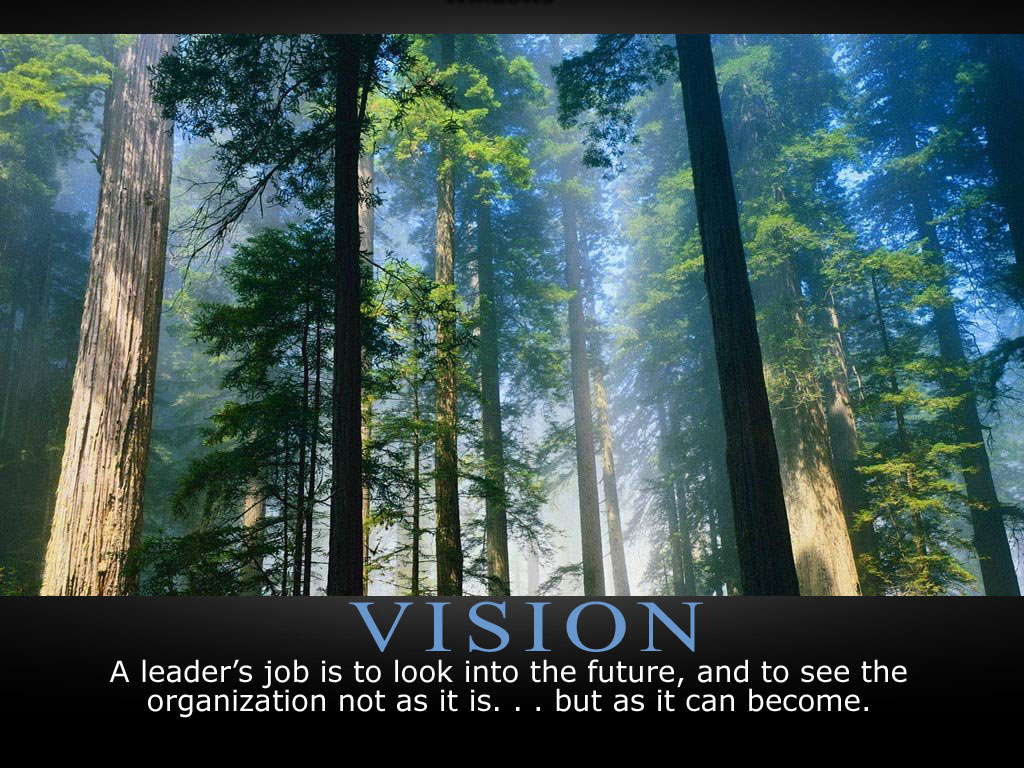 VISION
A leader’s job is to look into the future, and to see the
organization not as it is. . . but as it can become.